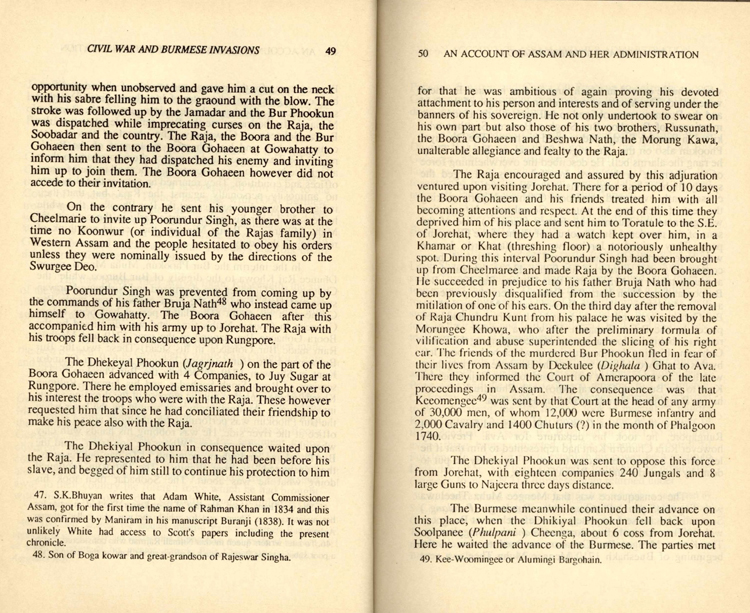 CIVIL WAR AND BURMESE INVASIONS 49
opportunity when unobserved and gave him a cut on the neck
with his sabre felling him to the graound with the blow. The
stroke was followed up by the Jamadar and the Bur Phookun
was dispatched while imprecating curses on the Raja, the
Soobadar and the country. The Raja, the Boora and the Bur
Gohaeen then sent to the Boora Gohaeen at Gowahatty to
inform him that they had dispatched his enemy and inviting
him up to join them. The Boora Gohaeen however did not
accede to their invitation.
On the contrary he sent his younger brother to
Cheelmarie to invite up Poorundur Singh, as there was at the
time no Koonwur (or individual of the Rajas family) in
Western Assam and the people hesitated to obey his orders
unless they were nominally issued by the directions of the
Swurgee Deo.
Poorundur Singh was prevented from coming up by
the commands of his father Bruja Nath48 who instead came up
himself to Gowahatty. The Boora Gohaeen after this
accompanied him with his army up to Jorehat. The Raja with
his troops fell back in consequence upon Rungpore.
The Dhekeyal Phookun (Jagrjnath ) on the part of the
Boora Gohaeen advanced with 4 Companies, to Juy Sugar at
Rungpore. There he employed emissaries and brought over to
his interest the troops who were with the Raja. These however
requested him that since he had conciliated their friendship to
make his peace also with the Raja.
The Dhekiyal Phookun in consequence waited upon
the Raja. He represented to him that he had been before his
slave, and begged of him still to continue his protection to him
47. S.K.Bhuyan writes that Adam White, Assistant Commissioner
Assam, got for the first time the name of Rahman Khan in 1834 and this
was confirmed by Maniram in his manuscript Buranji (1838). It was not
unlikely White had access to Scott's papers including the present
chronicle.
48. Son of Boga kowar and great-grandson of Rajeswar Singha.
50 AN ACCOUNT OF ASSAM AND HER ADMINISTRATION
for that he was ambitious of again proving his devoted
attachment to his person and interests and of serving under the
banners of his sovereign. He not only undertook to swear on
his own part but also those of his two brothers, Russunath,
the Boora Gohaeen and Beshwa Nath, the Morung Kawa,
unalterable allegiance and fealty to the Raja.
The Raja encouraged and assured by this adjuration
ventured upon visiting Jorehat. There for a period of 10 days
the Boora Gohaeen and his friends treated him with all
becoming attentions and respect. At the end of this time they
deprived him of his place and sent him to Toratule to the S.E.
of Jorehat, where they had a watch kept over him, in a
Khamar or Khat (threshing floor) a notoriously unhealthy
spot. During this interval Poorundur Singh had been brought
up from Cheelmaree and made Raja by the Boora Gohaeen.
He succeeded in prejudice to his father Bruja Nath who had
been previously disqualified from the succession by the
mitilation of one of his ears. On the third day after the removal
of Raja Chundru Kunt from his palace he was visited by the
Morungee Khowa, who after the preliminary formula of
vilification and abuse superintended the slicing of his right
ear. The friends of the murdered Bur Phookun fled in fear of
their lives from Assam by Deekulee (Dighala ) Ghat to Ava.
There they informed the Court of Amerapoora of the late
proceedings in Assam. The consequence was that
Keeomengee49 was sent by that Court at the head of any army
of 30,000 men, of whom 12,000 were Burmese infantry and
2,000 Cavalry and 1400 Chuturs (?) in the month of Phalgoon
1740.
The Dhekiyal Phookun was sent to oppose this force
from Jorehat, with eighteen companies 240 Jungals and 8
large Guns to Najeera three days distance.
The Burmese meanwhile continued their advance on
this place, when the Dhikiyal Phookun fell back upon
Soolpance (Phulpani ) Cheenga, about 6 coss from Jorehat.
Here he waited the advance of the Burmese. The parties met
49. Kee-Woomingee or Alumingi Bargohain.